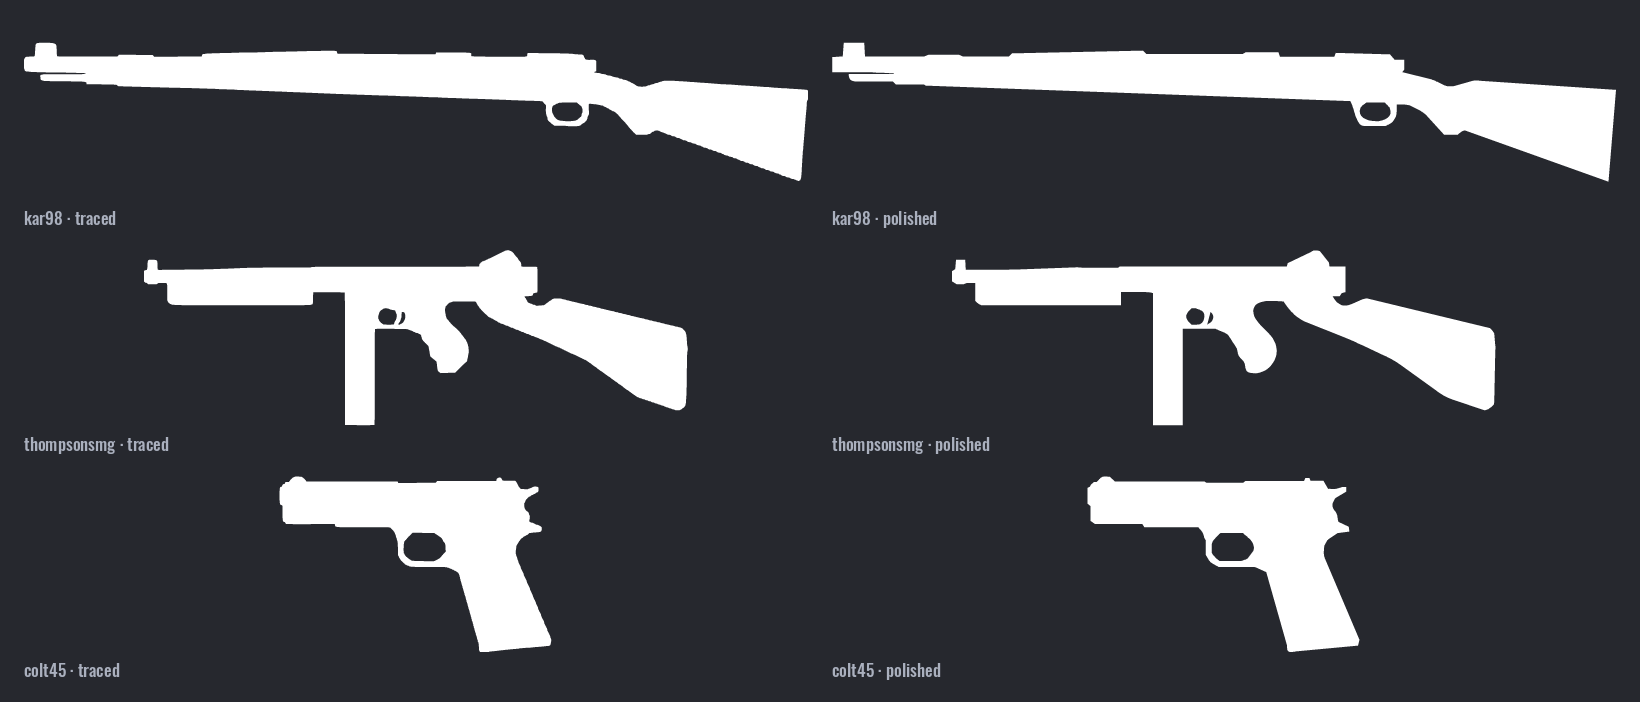 kar98 · traced
kar98 · polished
thompsonsmg · traced
thompsonsmg · polished
colt45 · traced
colt45 · polished